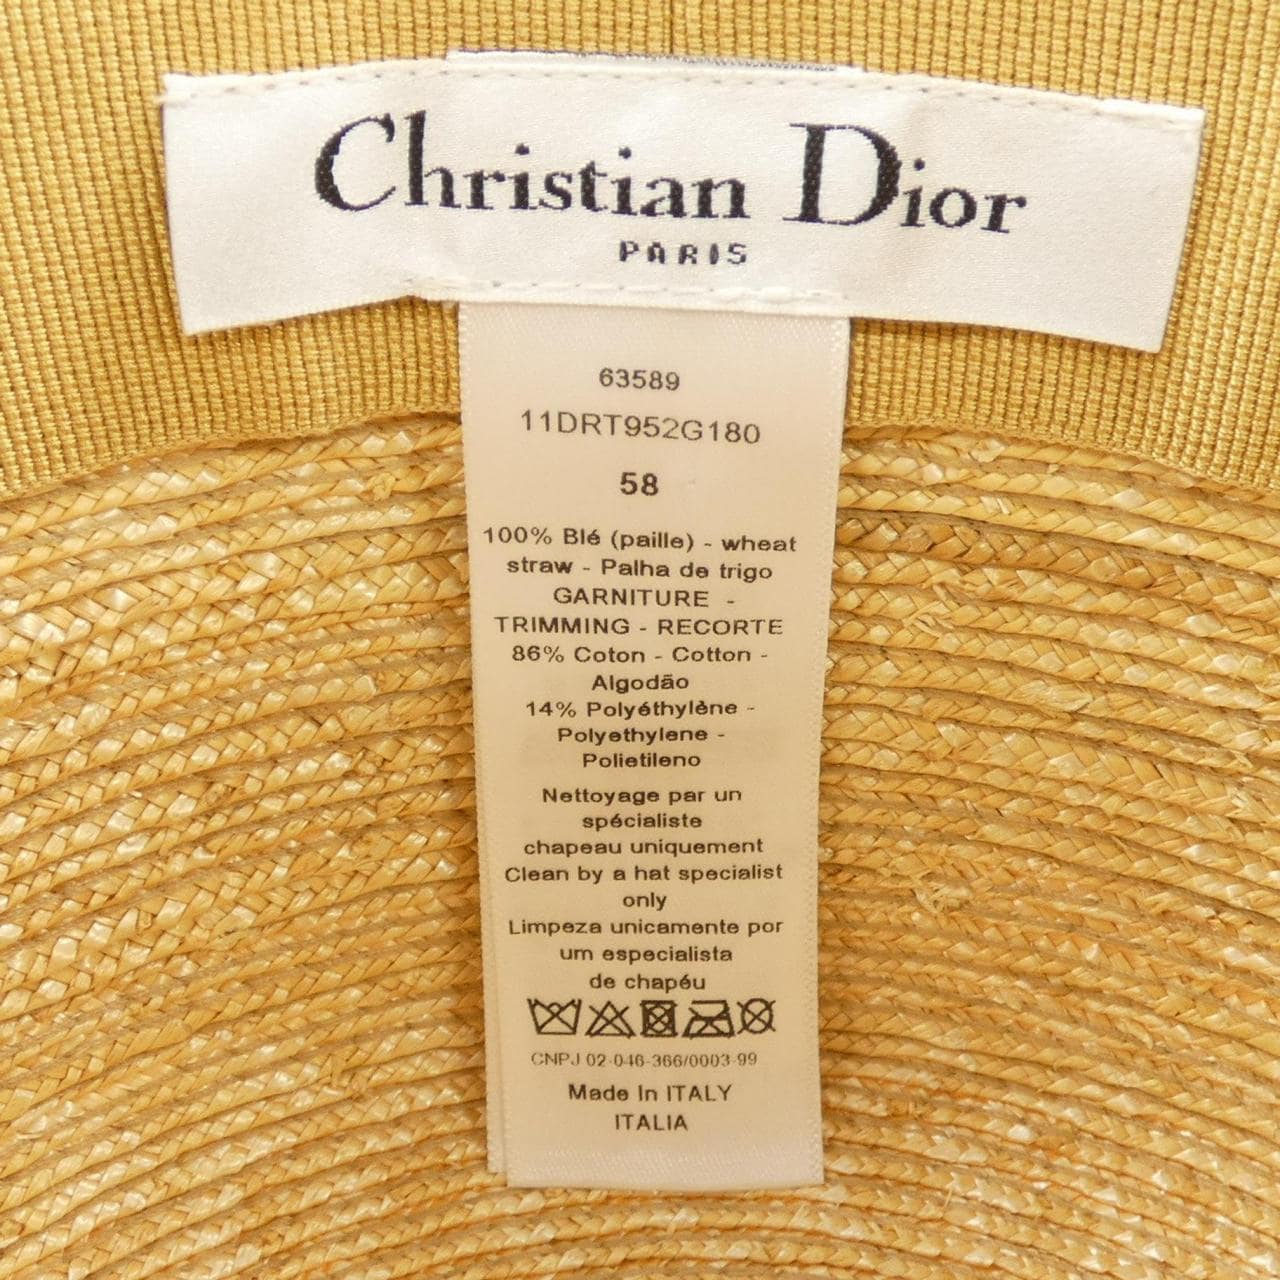 Christian Dior
PARIS
63589
11DRT952G180
58
100% Blé (paille) - wheat
straw - Palha de trigo
GARNITURE -
TRIMMING - RECORTE
86% Coton - Cotton -
Algodão
14% Polyéthylène -
Polyethylene -
Polietileno
Nettoyage par un
spécialiste
chapeau uniquement
Clean by a hat specialist
only
Limpeza unicamente por
um especialista
de chapéu
CNPJ 02-046-366/0003-99
Made In ITALY
ITALIA